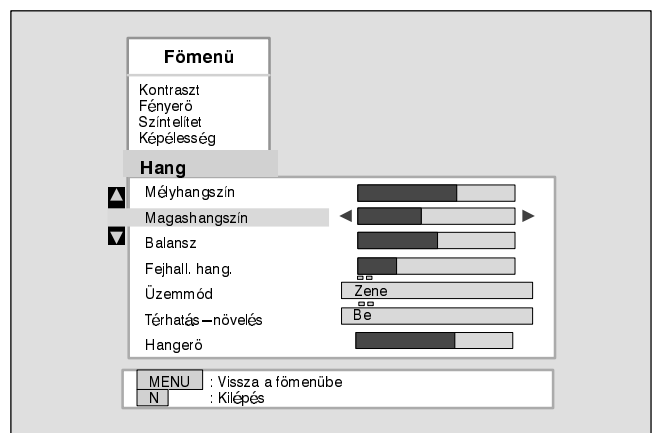 Fömenü
Kontraszt
Fényerö
Színtelítet
Képélesség
Hang
Mélyhangszín
Magashangszín
Balansz
Fejhall. hang.
Üzemmód Zene
Térhatás—növelés Be
Hangerö
MENU : Vissza a fömenübe
N : Kilépés